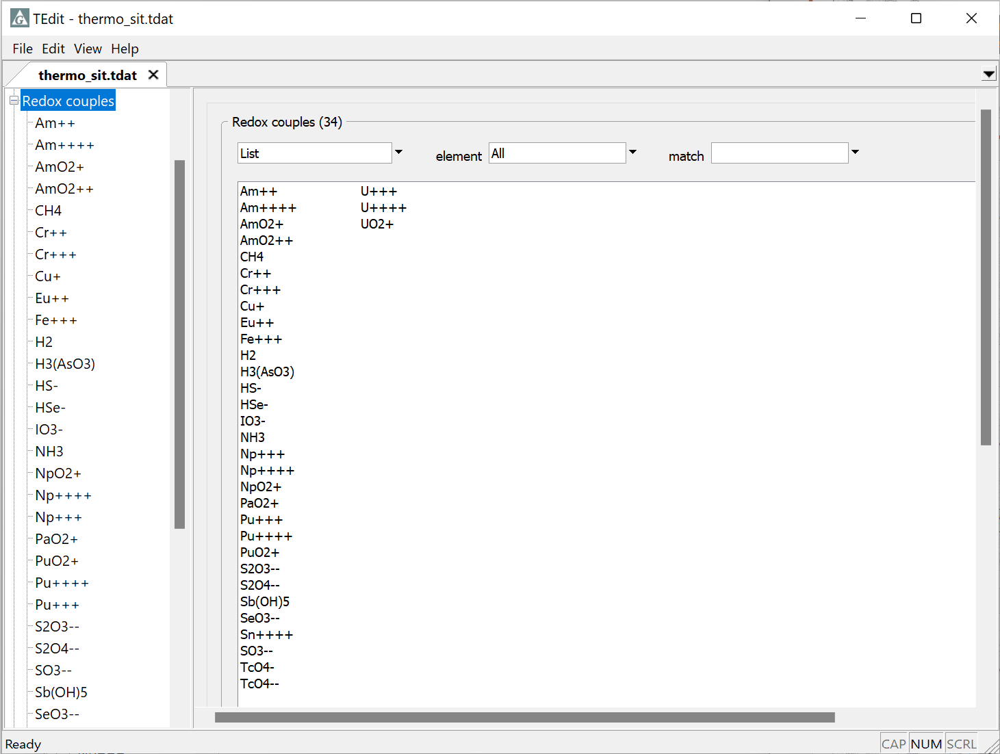 TEdit - thermo_sit.tdat
File Edit View Help
thermo_sit.tdat
Redox couples
Am++
Am++++
AmO2+
AmO2++
CH4
Cr++
Cr+++
Cu+
Eu++
Fe+++
H2
H3(AsO3)
HS-
HSe-
IO3-
NH3
NpO2+
Np++++
Np+++
PaO2+
PuO2+
Pu++++
Pu+++
S2O3--
S2O4--
SO3--
Sb(OH)5
SeO3--
Redox couples (34)
List element All match
Am++ U+++
Am++++ U++++
AmO2+ UO2+
AmO2++
CH4
Cr++
Cr+++
Cu+
Eu++
Fe+++
H2
H3(AsO3)
HS-
HSe-
IO3-
NH3
Np+++
Np++++
NpO2+
PaO2+
Pu+++
Pu++++
PuO2+
S2O3--
S2O4--
Sb(OH)5
SeO3--
Sn++++
SO3--
TcO4-
TcO4--
Ready CAP NUM SCRL